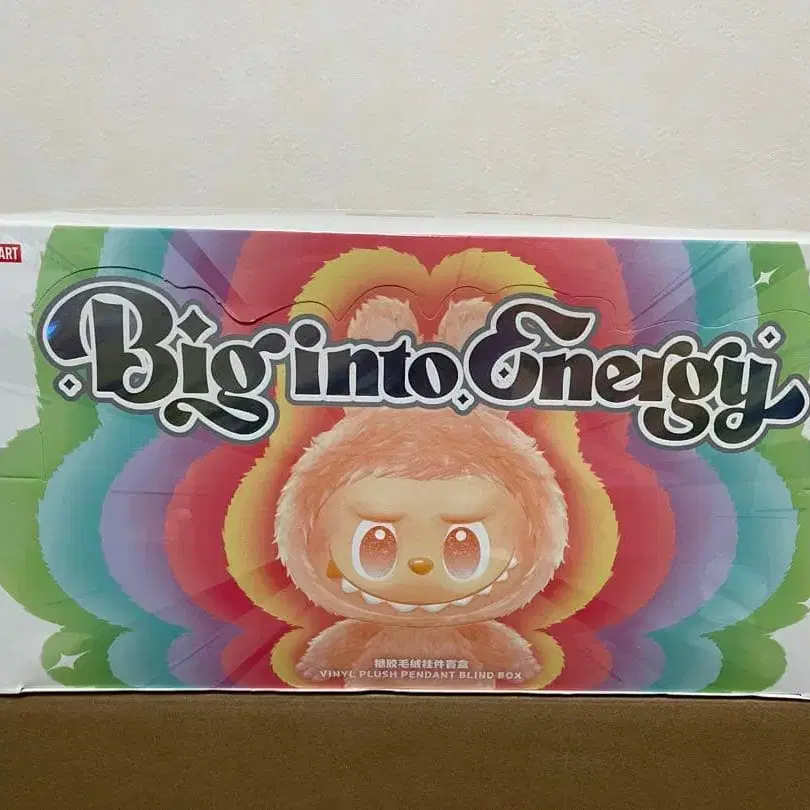 ART
Big into Energy
搪胶毛绒挂件盲盒
VINYL PLUSH PENDANT BLIND BOX